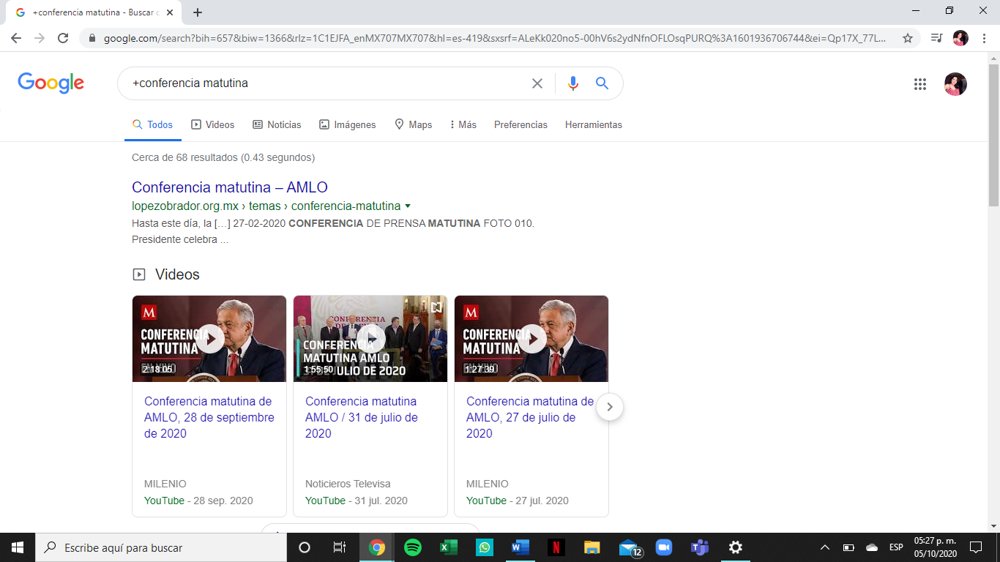 +conferencia matutina - Buscar c
google.com/search?bih=657&biw=1366&rlz=1C1EJFA_enMX707MX707&hl=es-419&sxsrf=ALeKk020no5-00hV6s2ydNfnOFLOsqPURQ%3A1601936706744&ei=Qp17X_77L...
Google
+conferencia matutina
Todos Videos Noticias Imágenes Maps Más Preferencias Herramientas
Cerca de 68 resultados (0.43 segundos)
Conferencia matutina – AMLO
lopezobrador.org.mx › temas › conferencia-matutina
Hasta este día, la […] 27-02-2020 CONFERENCIA DE PRENSA MATUTINA FOTO 010.
Presidente celebra ...
Videos
M
CONFERENCIA
MATUTINA
EN VIVO
2:18:05
CONFERENCIA
CONFERENCIA
MATUTINA AMLO
JULIO DE 2020
1:55:50
M
CONFERENCIA
MATUTINA
EN VIVO
1:27:39
Conferencia matutina de
AMLO, 28 de septiembre
de 2020
MILENIO
YouTube - 28 sep. 2020
Conferencia matutina
AMLO / 31 de julio de
2020
Noticieros Televisa
YouTube - 31 jul. 2020
Conferencia matutina de
AMLO, 27 de julio de
2020
MILENIO
YouTube - 27 jul. 2020
Escribe aquí para buscar
12
ESP
05:27 p. m.
05/10/2020